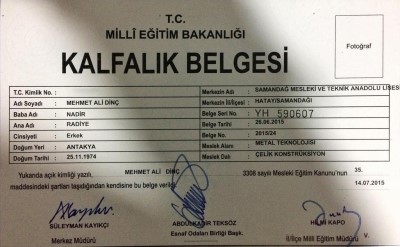 T.C.
MİLLÎ EĞİTİM BAKANLIĞI
KALFALIK BELGESİ
Fotoğraf
T.C. Kimlik No. :
Adı Soyadı : MEHMET ALİ DİNÇ
Baba Adı : NADİR
Ana Adı : RADİYE
Cinsiyeti : Erkek
Doğum Yeri : ANTAKYA
Doğum Tarihi : 25.11.1974
Merkezin Adı : SAMANDAĞ MESLEKİ VE TEKNİK ANADOLU LİSESİ
Merkezin İl/İlçesi : HATAY/SAMANDAĞI
Belge Seri No. : YH 590607
Belge Tarihi : 26.06.2015
Belge No. : 2015/24
Meslek Alanı : METAL TEKNOLOJİSİ
Meslek Dalı : ÇELİK KONSTRÜKSİYON
Yukarıda açık kimliği yazılı, MEHMET ALİ DİNÇ 3308 sayılı Mesleki Eğitim Kanunu'nun 35.
maddesindeki şartları taşıdığından kendisine bu belge verildi. 14.07.2015
SÜLEYMAN KAYIKÇI
Merkez Müdürü
ABDULKADİR TEKSÖZ
Esnaf Odaları Birliği Başk.
HİLMİ KAPO
İl/İlçe Millî Eğitim Müdürü